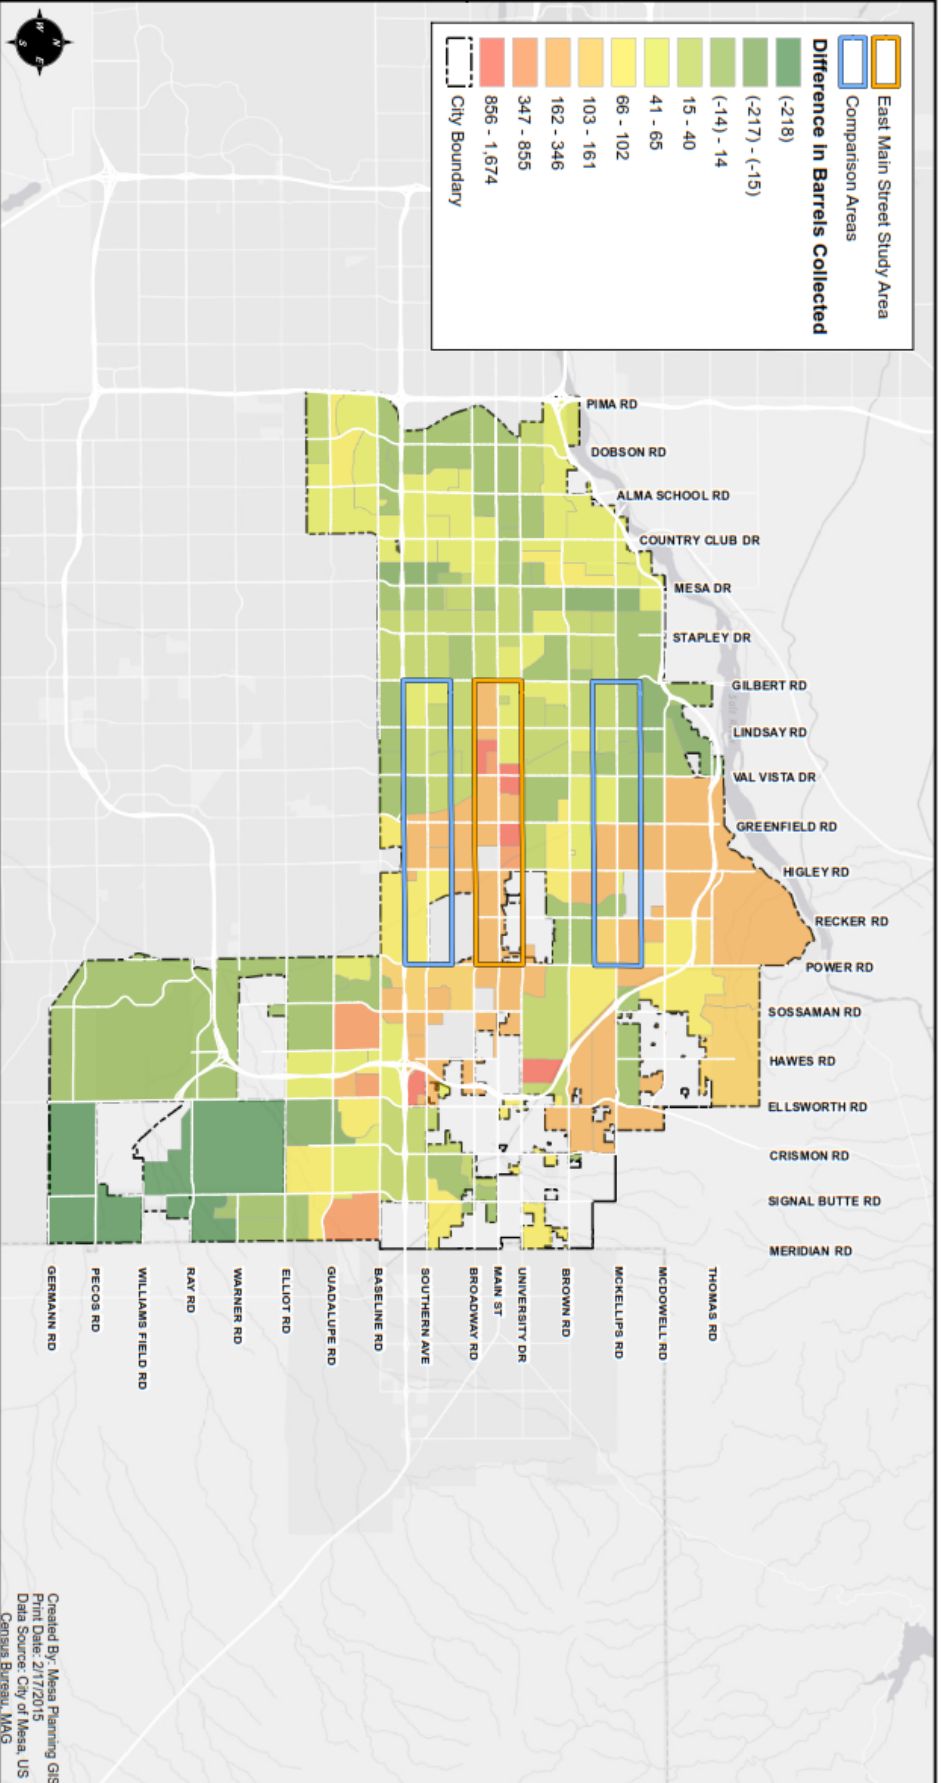 East Main Street Study Area
Comparison Areas
Difference in Barrels Collected
(-218)
(-217) - (-15)
(-14) - 14
15 - 40
41 - 65
66 - 102
103 - 161
162 - 346
347 - 855
856 - 1,674
City Boundary
N
W
E
S
PIMA RD
DOBSON RD
ALMA SCHOOL RD
COUNTRY CLUB DR
MESA DR
STAPLEY DR
GILBERT RD
LINDSAY RD
VAL VISTA DR
GREENFIELD RD
HIGLEY RD
RECKER RD
POWER RD
SOSSAMAN RD
HAWES RD
ELLSWORTH RD
CRISMON RD
SIGNAL BUTTE RD
MERIDIAN RD
THOMAS RD
MCDOWELL RD
MCKELLIPS RD
BROWN RD
UNIVERSITY DR
MAIN ST
BROADWAY RD
SOUTHERN AVE
BASELINE RD
GUADALUPE RD
ELLIOT RD
WARNER RD
RAY RD
WILLIAMS FIELD RD
PECOS RD
GERMANN RD
Created By: Mesa Planning GIS
Print Date: 2/17/2015
Data Source: City of Mesa, US
Census Bureau, MAG